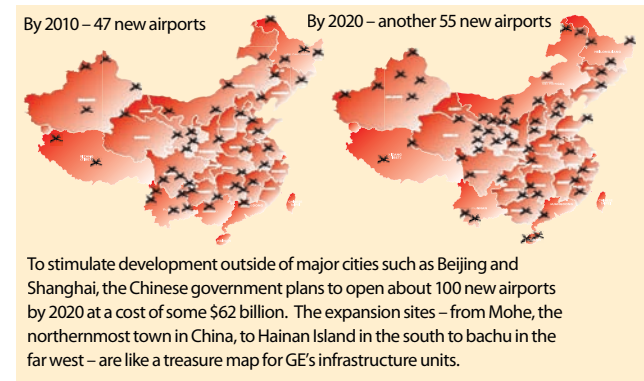 By 2010 – 47 new airports
By 2020 – another 55 new airports
To stimulate development outside of major cities such as Beijing and
Shanghai, the Chinese government plans to open about 100 new airports
by 2020 at a cost of some $62 billion. The expansion sites – from Mohe, the
northernmost town in China, to Hainan Island in the south to bachu in the
far west – are like a treasure map for GE's infrastructure units.